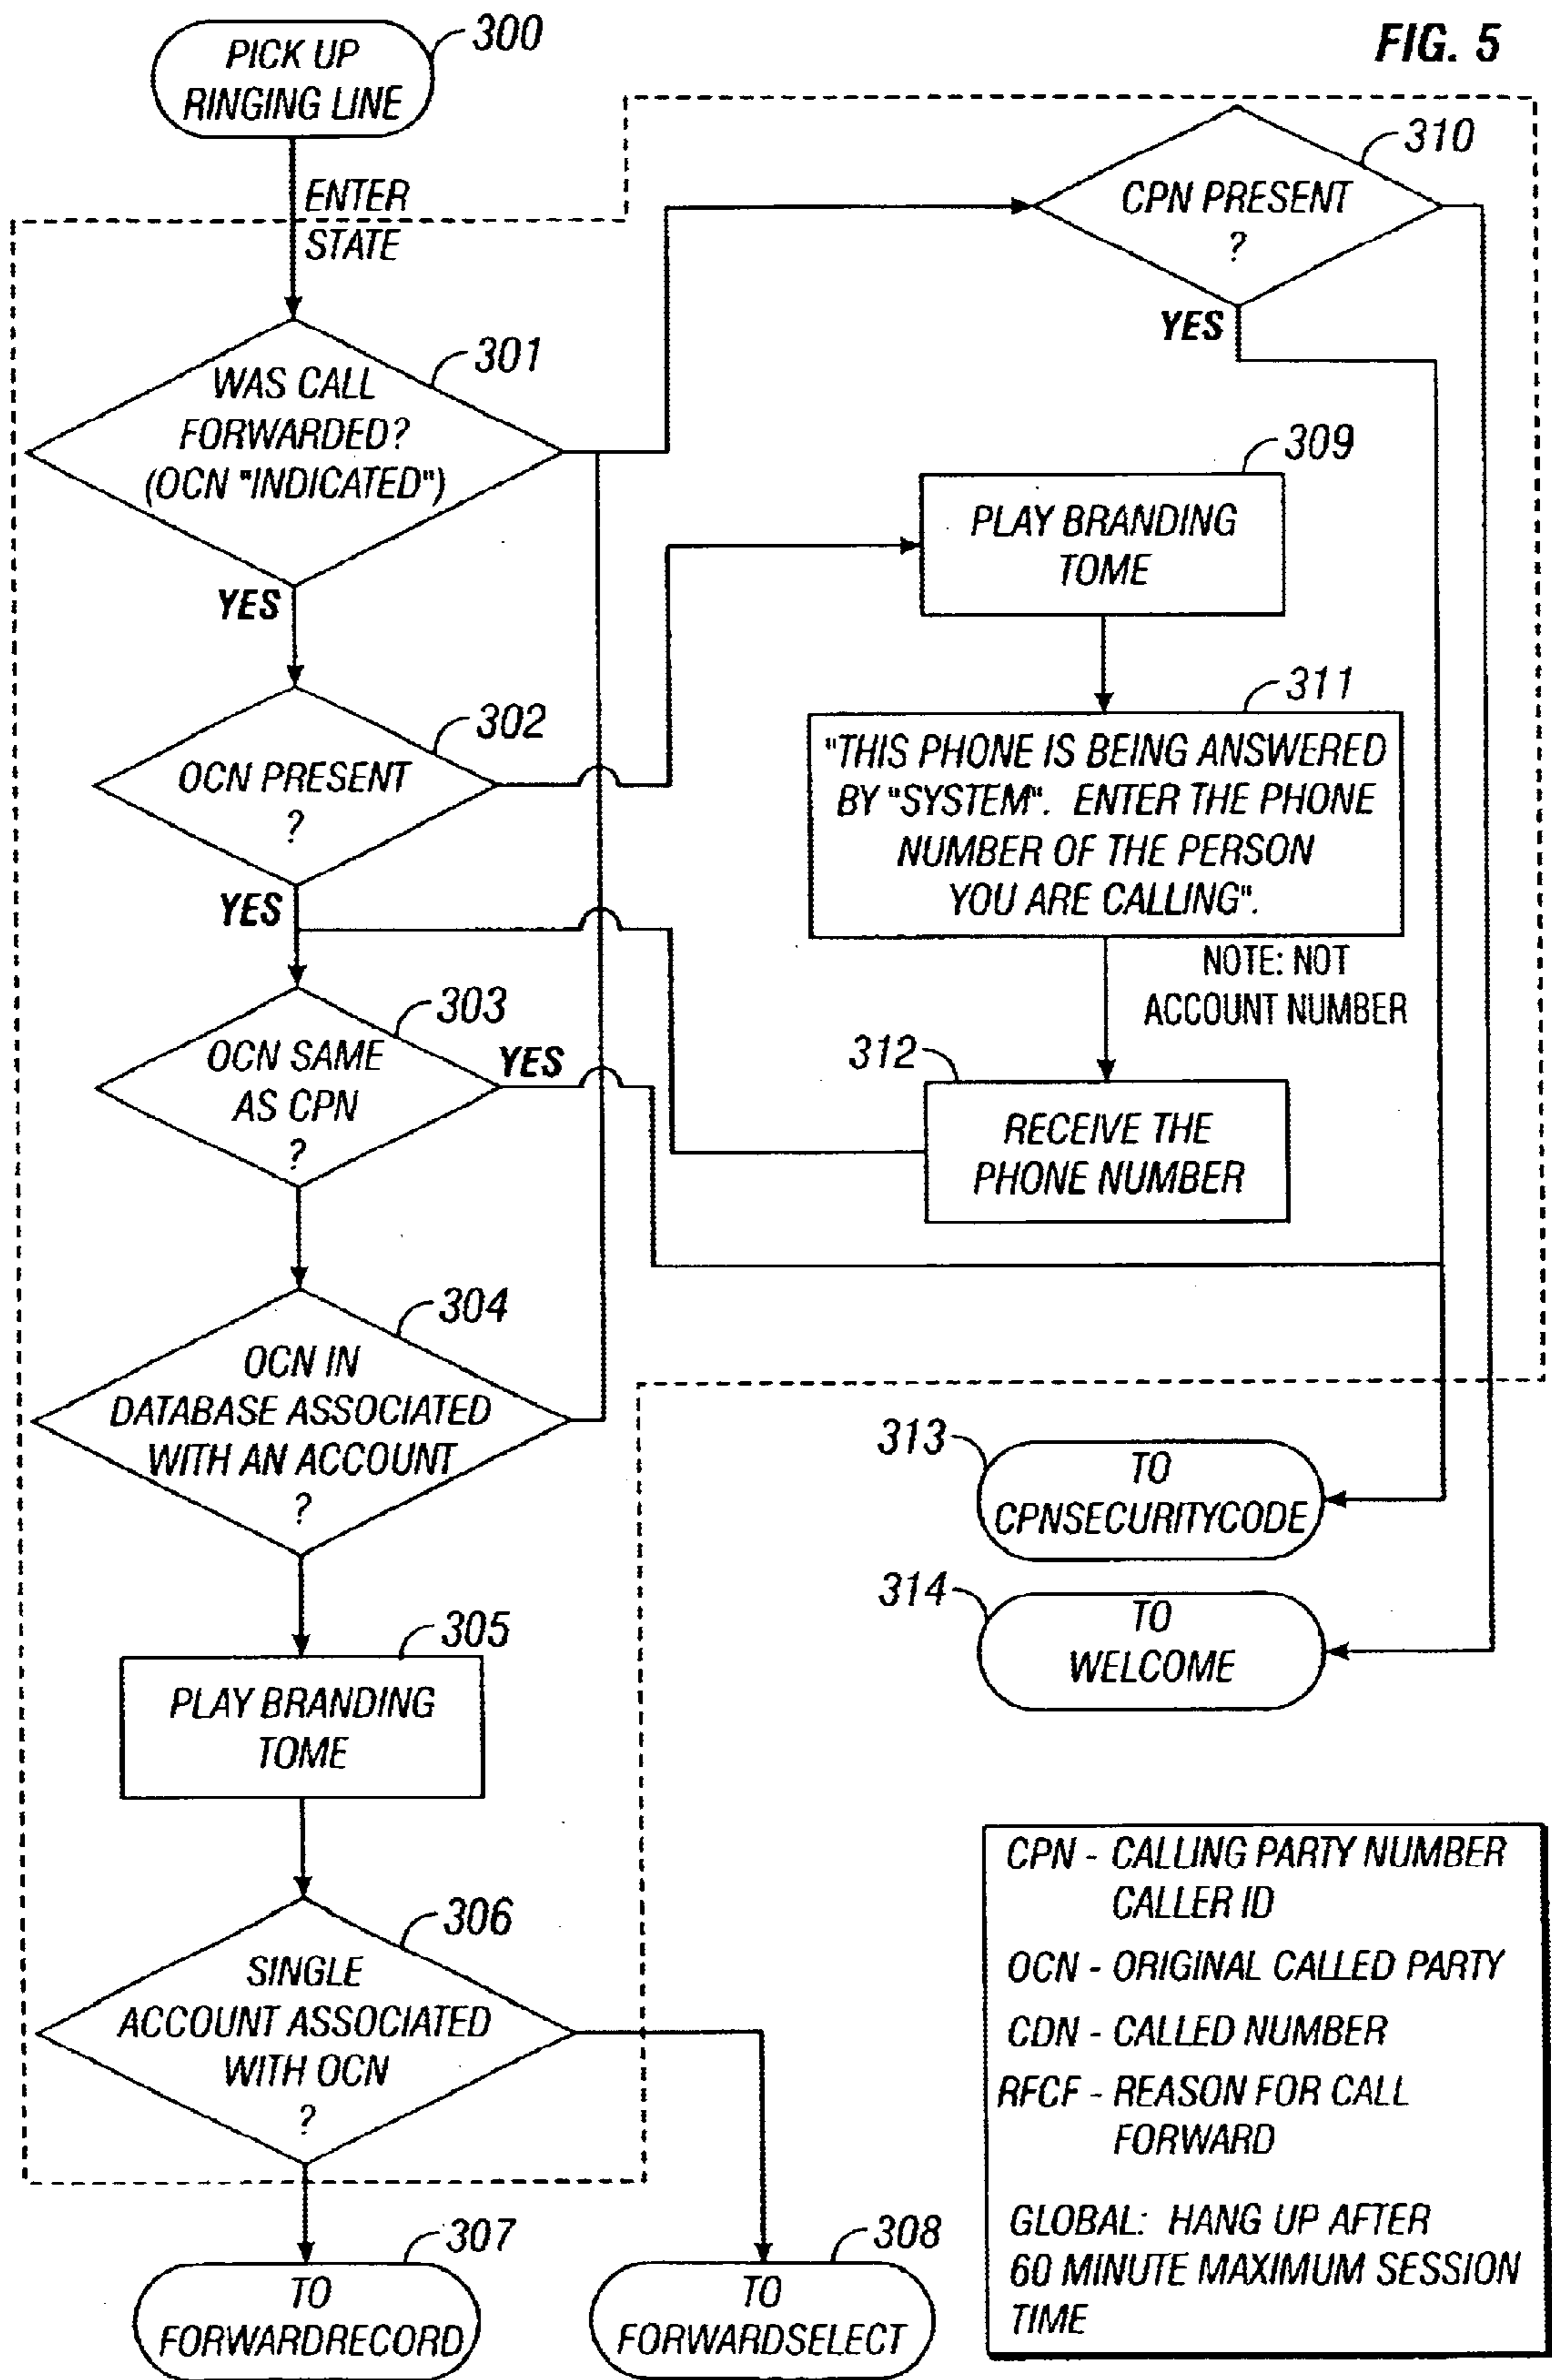 FIG. 5
PICK UP
RINGING LINE
300
ENTER
STATE
WAS CALL
FORWARDED?
(OCN "INDICATED")
301
YES
OCN PRESENT
?
302
YES
OCN SAME
AS CPN
?
303
YES
OCN IN
DATABASE ASSOCIATED
WITH AN ACCOUNT
?
304
PLAY BRANDING
TOME
305
SINGLE
ACCOUNT ASSOCIATED
WITH OCN
?
306
TO
FORWARDRECORD
307
TO
FORWARDSELECT
308
CPN PRESENT
?
310
YES
PLAY BRANDING
TOME
309
"THIS PHONE IS BEING ANSWERED
BY "SYSTEM". ENTER THE PHONE
NUMBER OF THE PERSON
YOU ARE CALLING".
311
NOTE: NOT
ACCOUNT NUMBER
312
RECEIVE THE
PHONE NUMBER
313
TO
CPNSECURITYCODE
314
TO
WELCOME
CPN - CALLING PARTY NUMBER
CALLER ID
OCN - ORIGINAL CALLED PARTY
CDN - CALLED NUMBER
RFCF - REASON FOR CALL
FORWARD
GLOBAL: HANG UP AFTER
60 MINUTE MAXIMUM SESSION
TIME